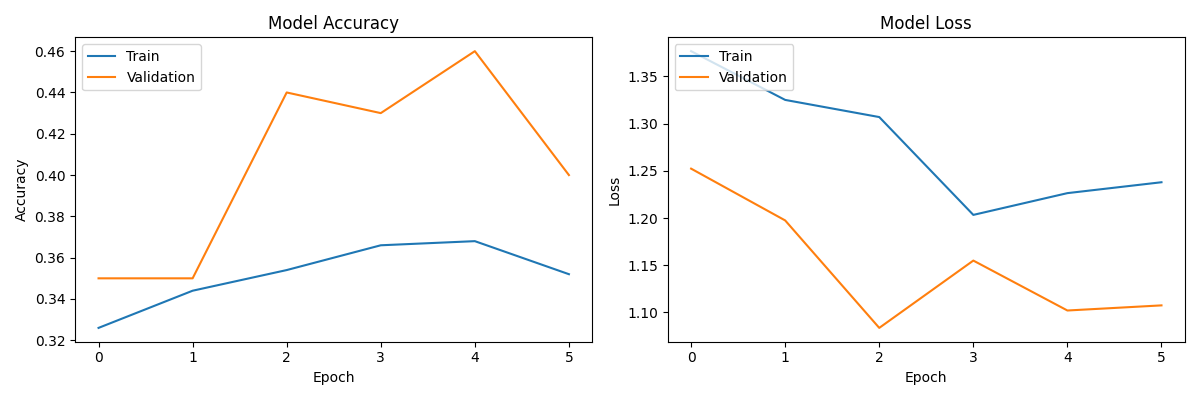 Model Accuracy
Train
Validation
0.46
0.44
0.42
0.40
0.38
0.36
0.34
0.32
Accuracy
0 1 2 3 4 5
Epoch
Model Loss
Train
Validation
1.35
1.30
1.25
1.20
1.15
1.10
Loss
0 1 2 3 4 5
Epoch